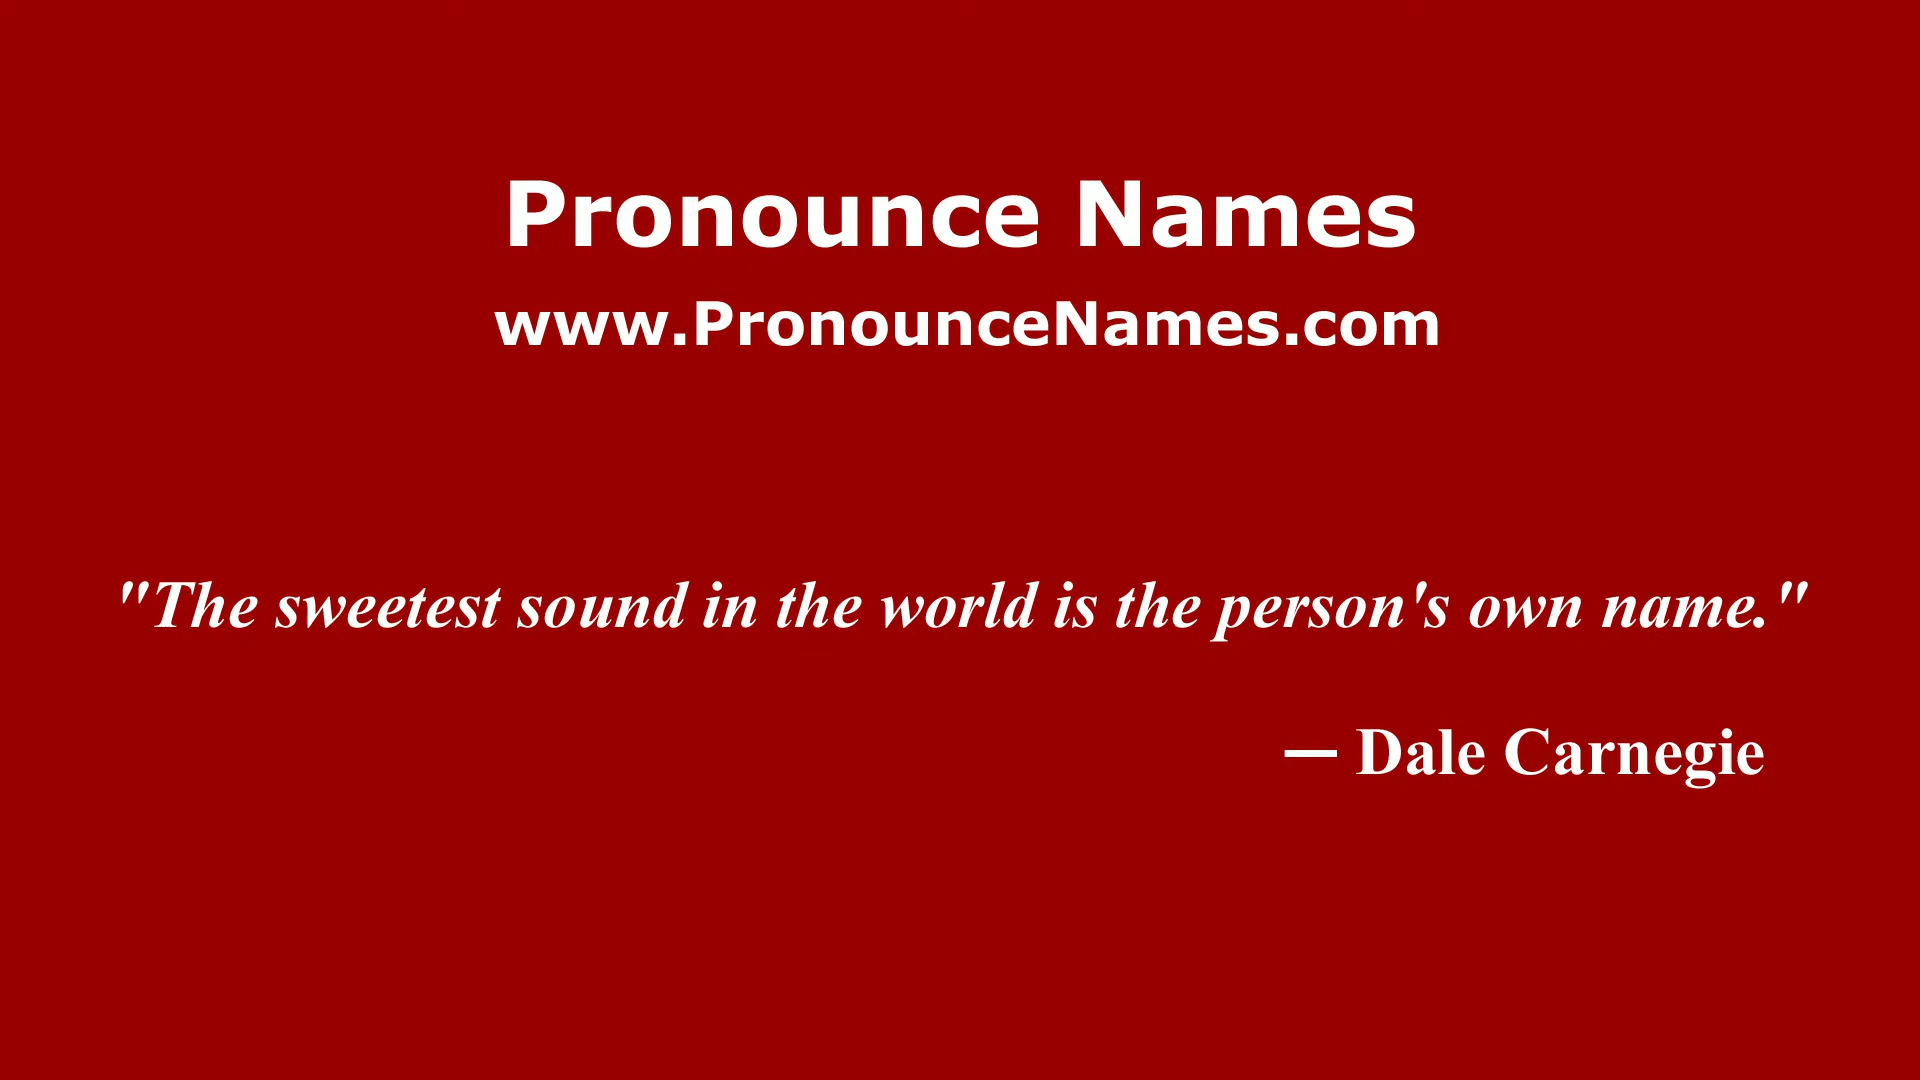 Pronounce Names
www.PronounceNames.com
"The sweetest sound in the world is the person's own name."
— Dale Carnegie